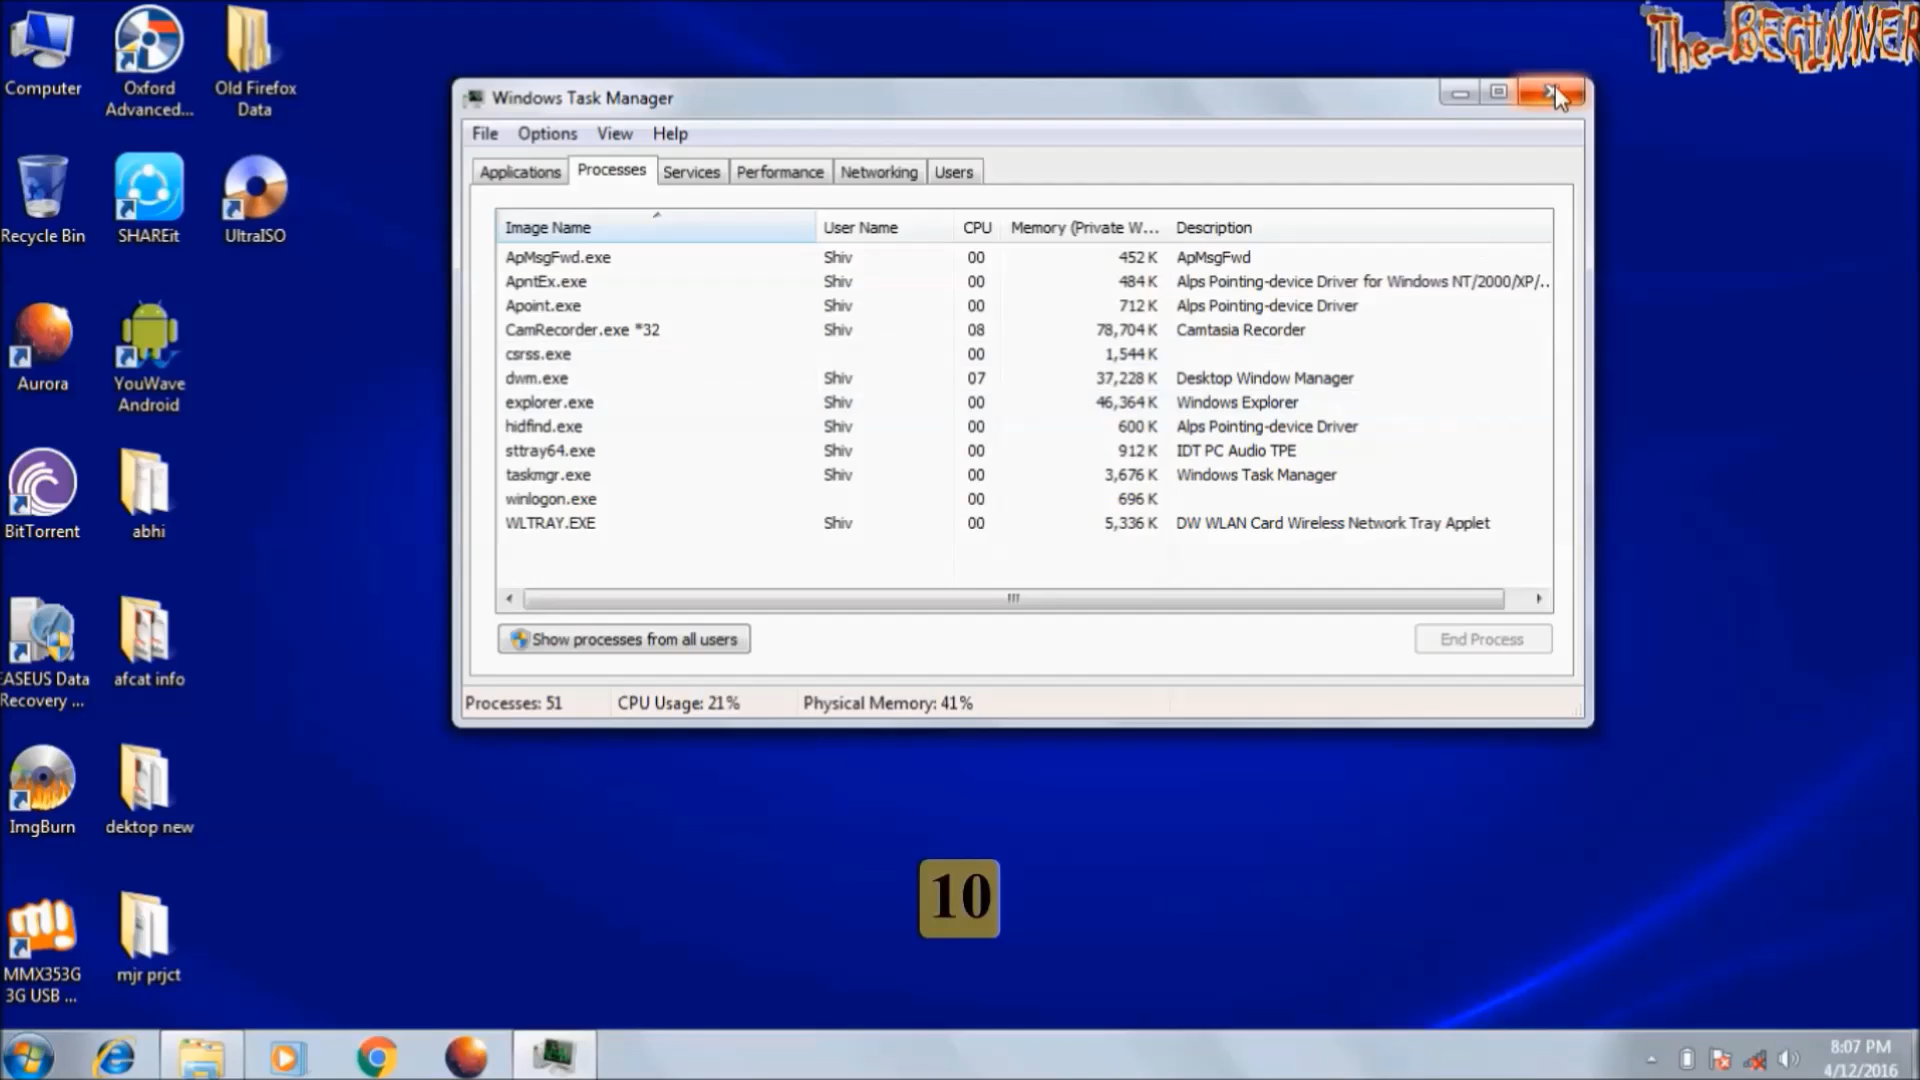 The-BEGINNER
Computer
Oxford
Advanced...
Old Firefox
Data
Recycle Bin
SHAREit
UltraISO
Aurora
YouWave
Android
BitTorrent
abhi
EASEUS Data
Recovery ...
afcat info
ImgBurn
dektop new
MMX353G
3G USB ...
mjr prjct
Windows Task Manager
File Options View Help
Applications Processes Services Performance Networking Users
Image Name User Name CPU Memory (Private W... Description
ApMsgFwd.exe Shiv 00 452 K ApMsgFwd
ApntEx.exe Shiv 00 484 K Alps Pointing-device Driver for Windows NT/2000/XP/...
Apoint.exe Shiv 00 712 K Alps Pointing-device Driver
CamRecorder.exe *32 Shiv 08 78,704 K Camtasia Recorder
csrss.exe 00 1,544 K
dwm.exe Shiv 07 37,228 K Desktop Window Manager
explorer.exe Shiv 00 46,364 K Windows Explorer
hidfind.exe Shiv 00 600 K Alps Pointing-device Driver
sttray64.exe Shiv 00 912 K IDT PC Audio TPE
taskmgr.exe Shiv 00 3,676 K Windows Task Manager
winlogon.exe 00 696 K
WLTRAY.EXE Shiv 00 5,336 K DW WLAN Card Wireless Network Tray Applet
Show processes from all users End Process
Processes: 51 CPU Usage: 21% Physical Memory: 41%
10
8:07 PM
4/12/2016